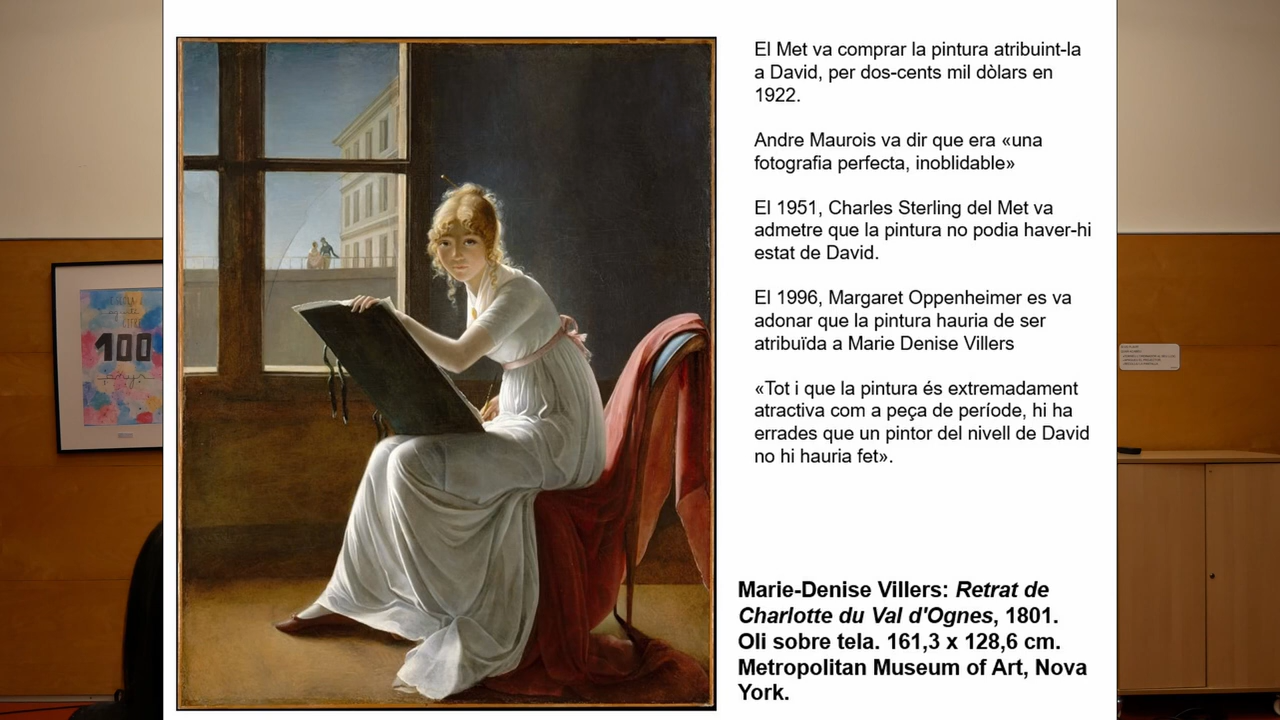 El Met va comprar la pintura atribuint-la
a David, per dos-cents mil dòlars en
1922.
Andre Maurois va dir que era «una
fotografia perfecta, inoblidable»
El 1951, Charles Sterling del Met va
admetre que la pintura no podia haver-hi
estat de David.
El 1996, Margaret Oppenheimer es va
adonar que la pintura hauria de ser
atribuïda a Marie Denise Villers
«Tot i que la pintura és extremadament
atractiva com a peça de període, hi ha
errades que un pintor del nivell de David
no hi hauria fet».
Marie-Denise Villers: Retrat de
Charlotte du Val d'Ognes, 1801.
Oli sobre tela. 161,3 x 128,6 cm.
Metropolitan Museum of Art, Nova
York.
100